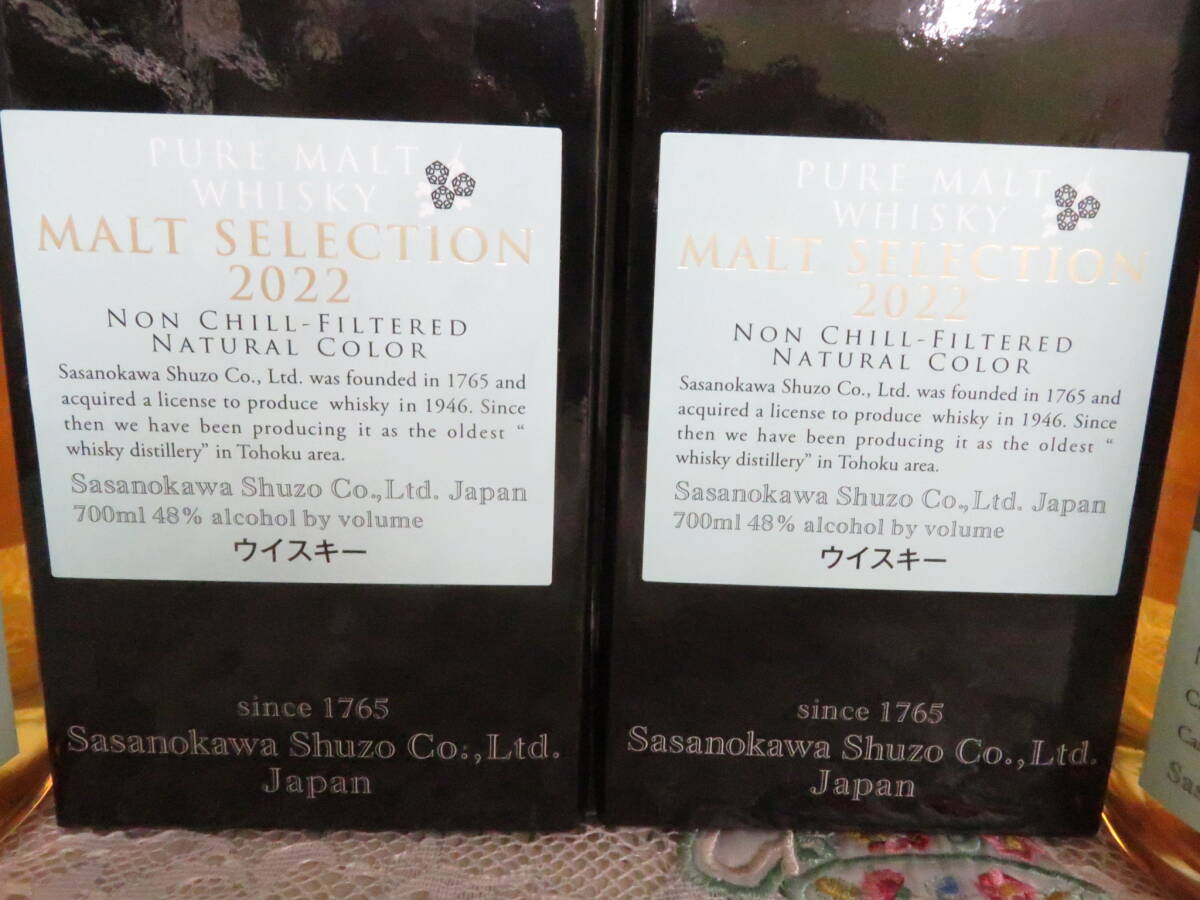 PURE MALT
WHISKY
MALT SELECTION
2022
NON CHILL-FILTERED
NATURAL COLOR
Sasanokawa Shuzo Co., Ltd. was founded in 1765 and
acquired a license to produce whisky in 1946. Since
then we have been producing it as the oldest “
whisky distillery” in Tohoku area.
Sasanokawa Shuzo Co.,Ltd. Japan
700ml 48% alcohol by volume
ウイスキー
since 1765
Sasanokawa Shuzo Co.,Ltd.
Japan
PURE MALT
WHISKY
MALT SELECTION
2022
NON CHILL-FILTERED
NATURAL COLOR
Sasanokawa Shuzo Co., Ltd. was founded in 1765 and
acquired a license to produce whisky in 1946. Since
then we have been producing it as the oldest “
whisky distillery” in Tohoku area.
Sasanokawa Shuzo Co.,Ltd. Japan
700ml 48% alcohol by volume
ウイスキー
since 1765
Sasanokawa Shuzo Co.,Ltd.
Japan